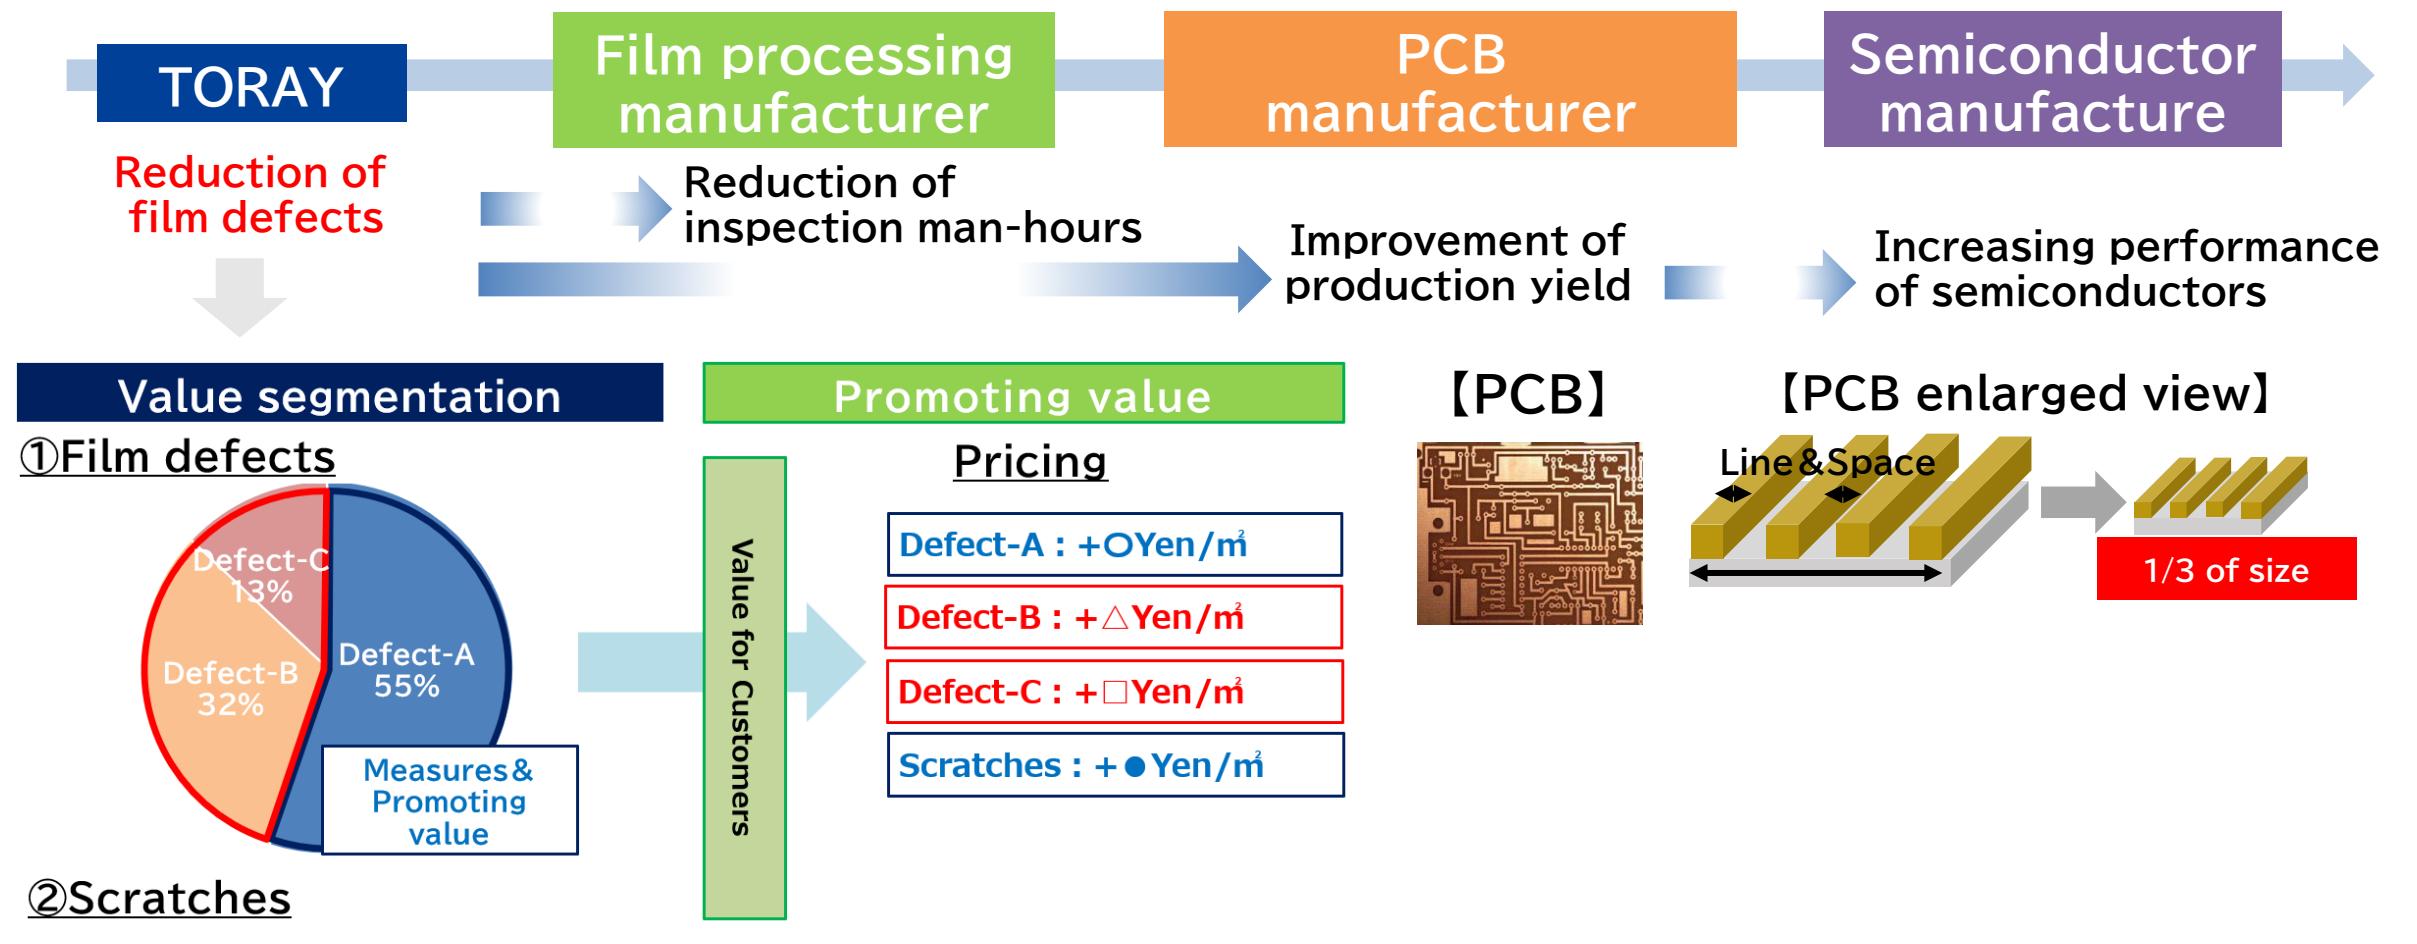 TORAY
Film processing
manufacturer
PCB
manufacturer
Semiconductor
manufacture
Reduction of
film defects
Reduction of
inspection man-hours
Improvement of
production yield
Increasing performance
of semiconductors
Value segmentation
①Film defects
Defect-C
13%
Defect-B
32%
Defect-A
55%
Measures&
Promoting
value
②Scratches
Promoting value
Value for Customers
Pricing
Defect-A : +○Yen/㎡
Defect-B : +△Yen/㎡
Defect-C : +□Yen/㎡
Scratches : +●Yen/㎡
【PCB】
【PCB enlarged view】
Line&Space
1/3 of size